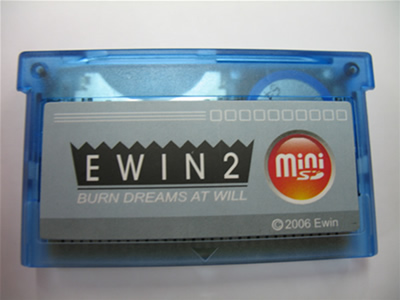 EWIN2
BURN DREAMS AT WILL
mini
SD
© 2006 Ewin